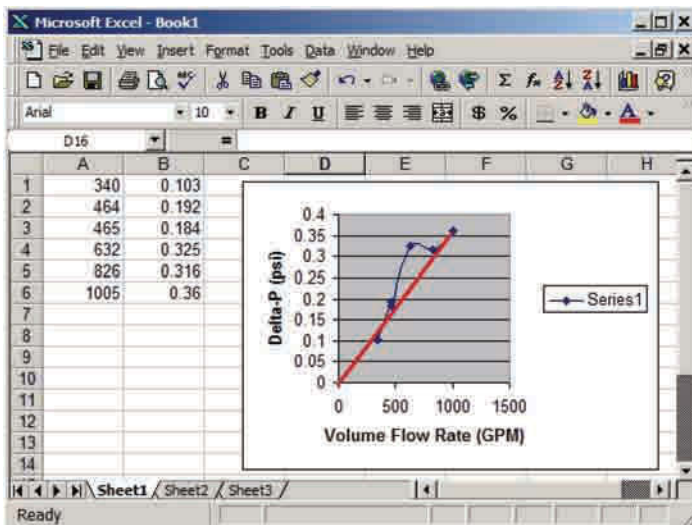 Microsoft Excel - Book1
File Edit View Insert Format Tools Data Window Help
Arial 10 B I U $ % A
D16 =
A B C D E F G H
1 340 0.103
2 464 0.192
3 465 0.184
4 632 0.325
5 826 0.316
6 1005 0.36
7
8
9
10
11
12
13
14
0.4
0.35
0.3
0.25
0.2
0.15
0.1
0.05
0
Delta-P (psi)
0 500 1000 1500
Volume Flow Rate (GPM)
Series1
Sheet1 Sheet2 Sheet3
Ready